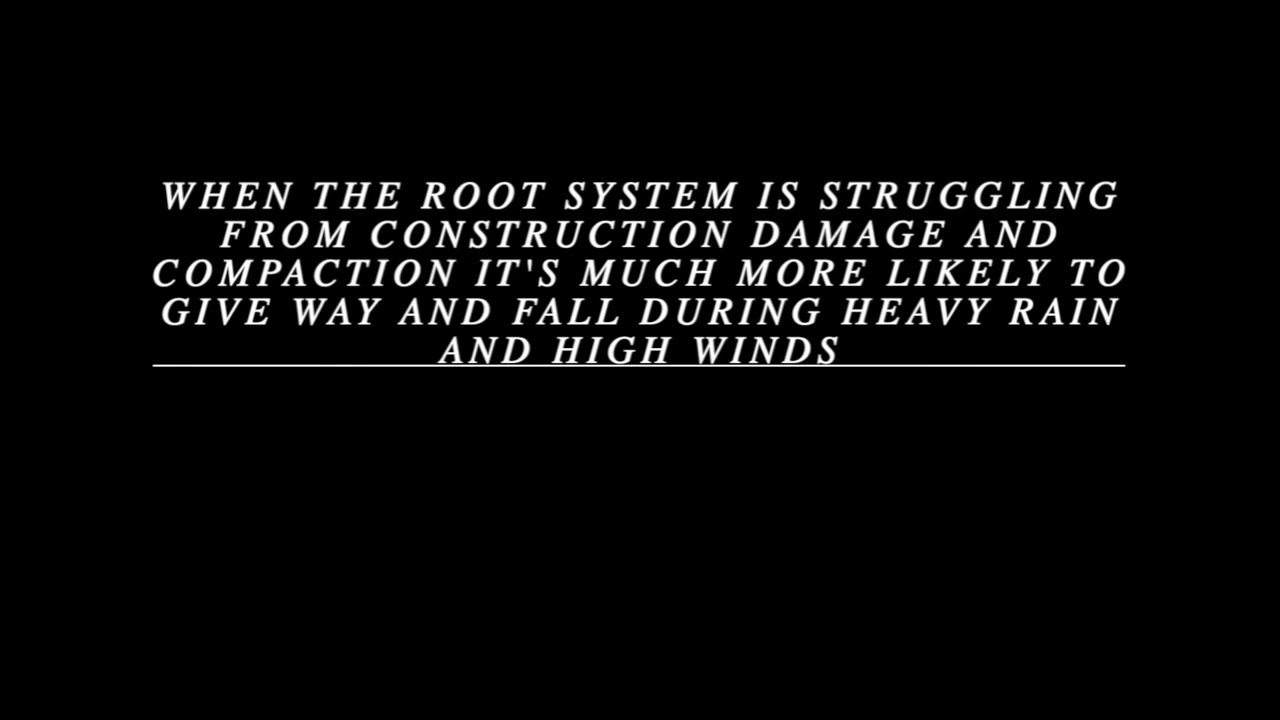 WHEN THE ROOT SYSTEM IS STRUGGLING
FROM CONSTRUCTION DAMAGE AND
COMPACTION IT'S MUCH MORE LIKELY TO
GIVE WAY AND FALL DURING HEAVY RAIN
AND HIGH WINDS